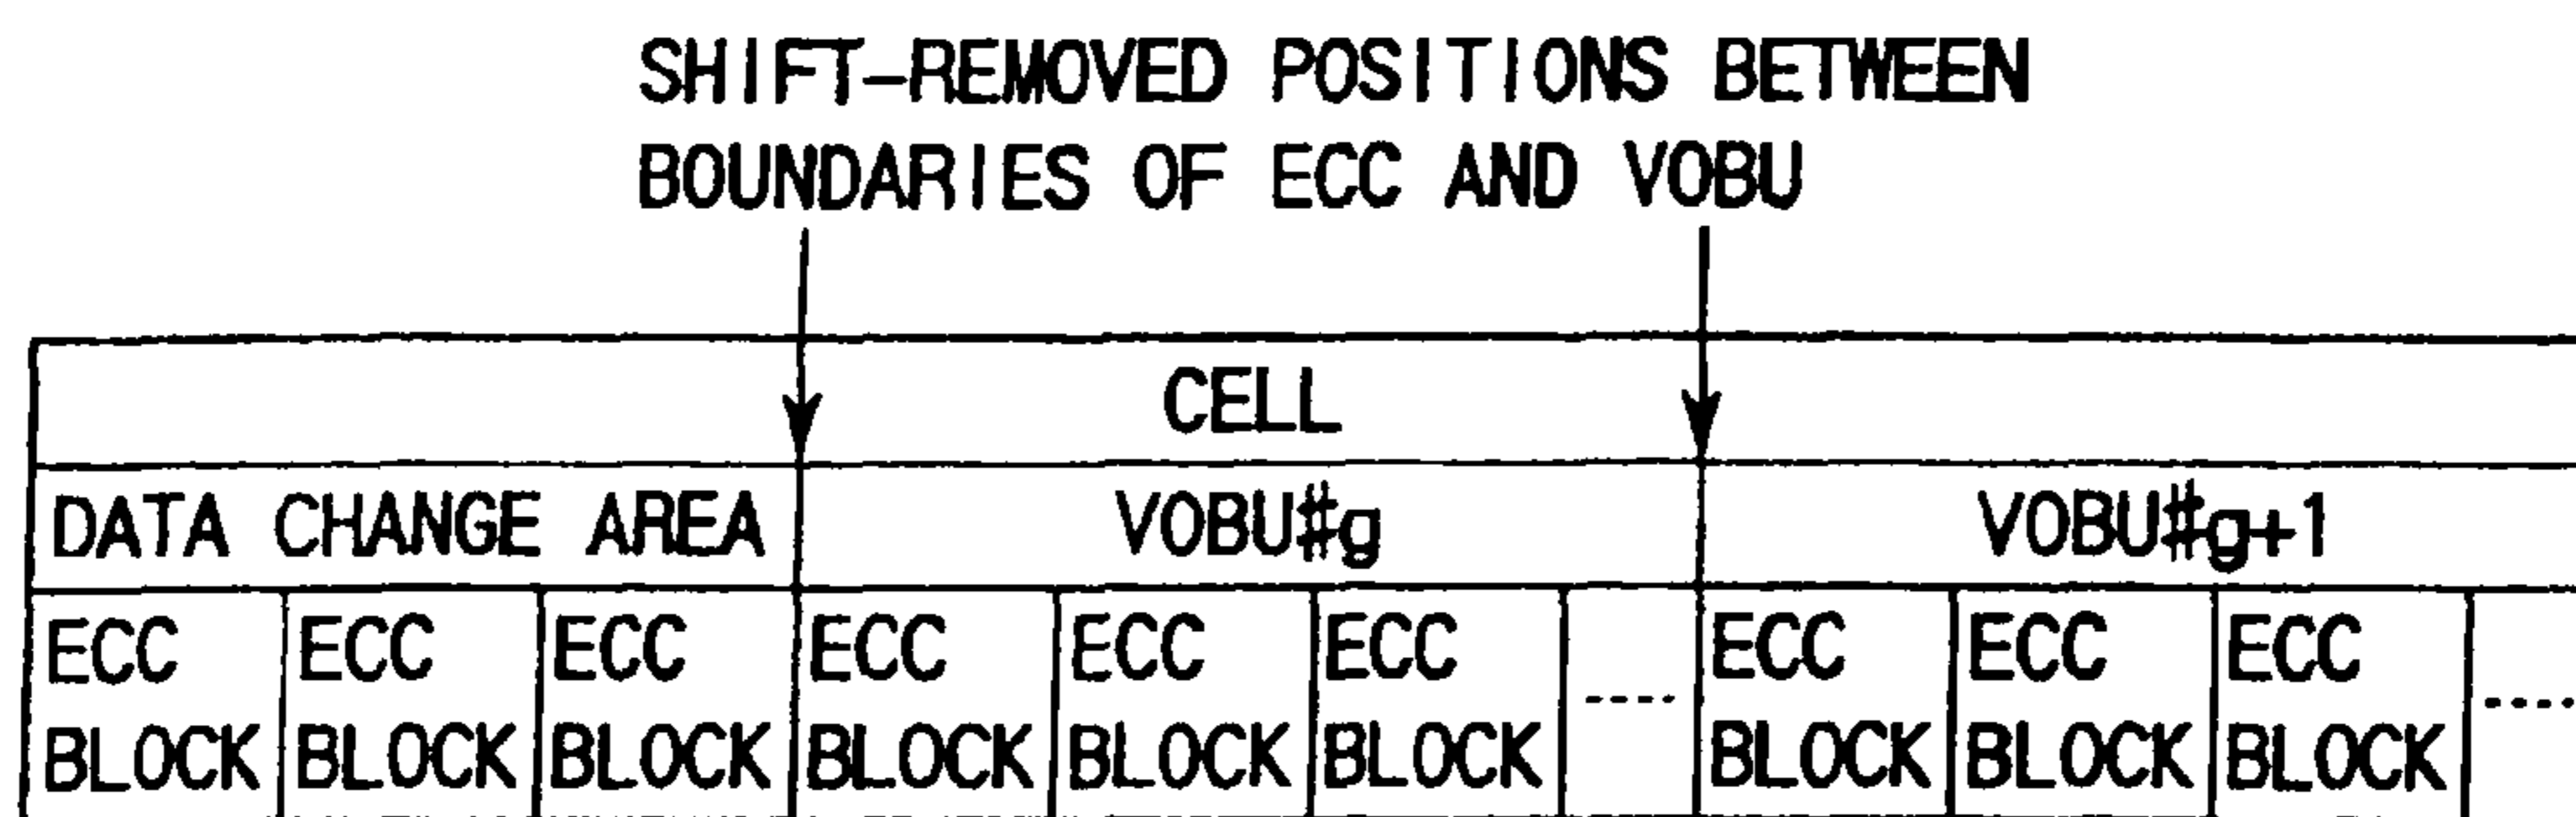 SHIFT-REMOVED POSITIONS BETWEEN
BOUNDARIES OF ECC AND VOBU
CELL
DATA CHANGE AREA VOBU#g VOBU#g+1
ECC ECC ECC ECC ECC ECC ---- ECC ECC ECC ----
BLOCK BLOCK BLOCK BLOCK BLOCK BLOCK BLOCK BLOCK BLOCK